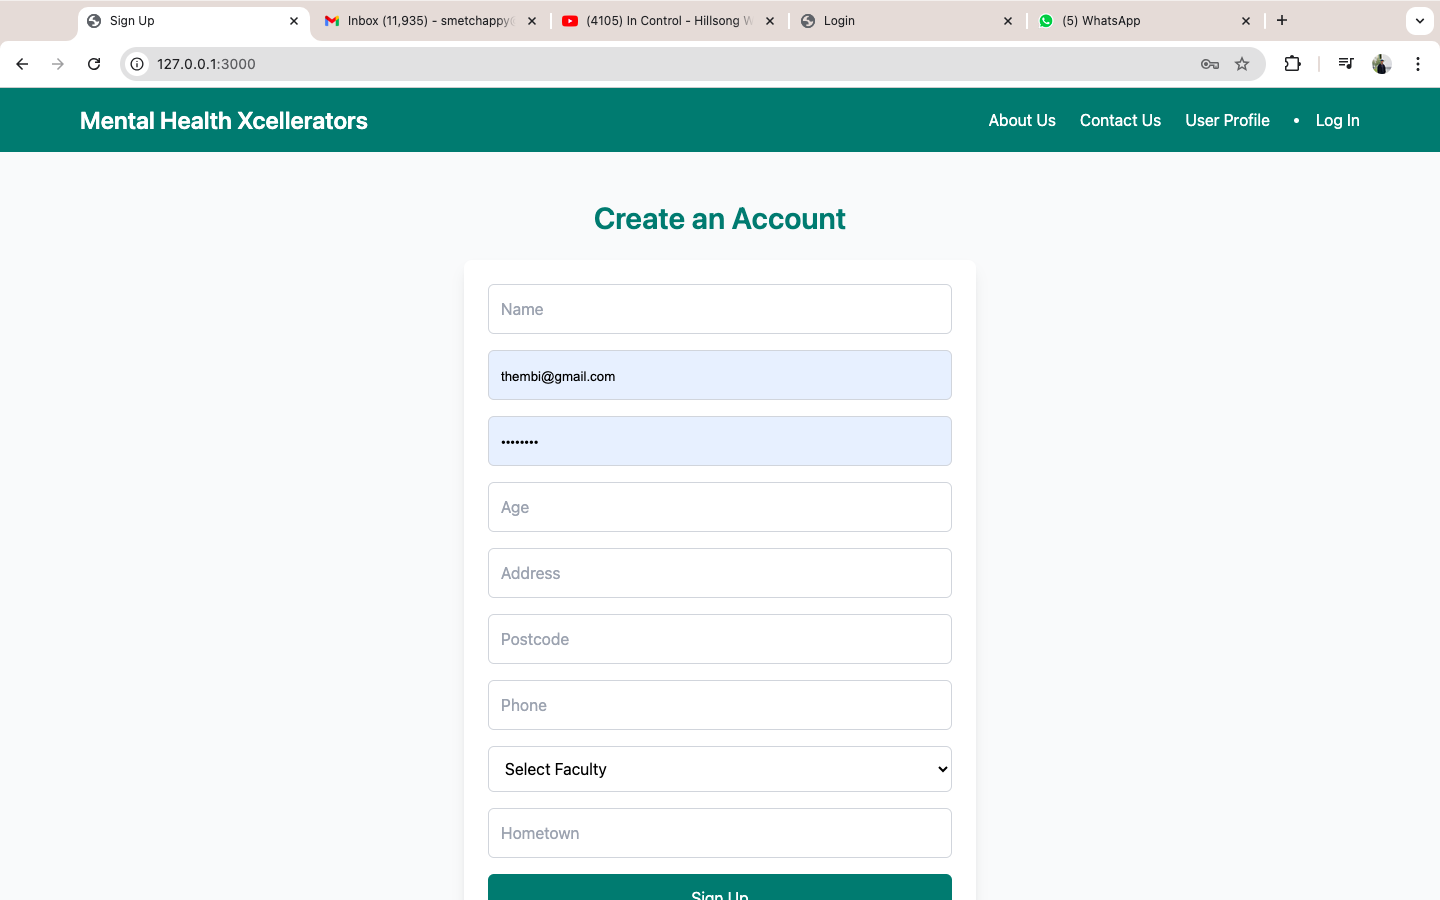 Sign Up
Inbox (11,935) - smetchappy
(4105) In Control - Hillsong
Login
(5) WhatsApp
127.0.0.1:3000
Mental Health Xcellerators
About Us
Contact Us
User Profile
• Log In
Create an Account
Name
thembi@gmail.com
••••••••
Age
Address
Postcode
Phone
Select Faculty
Hometown
Sign Up